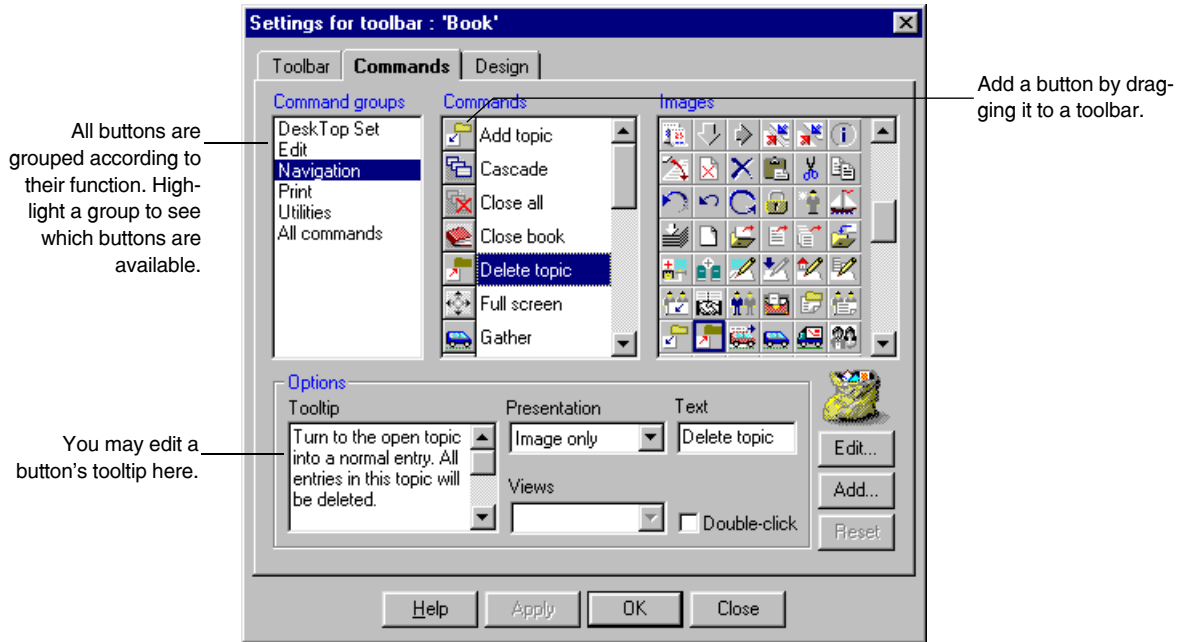 Settings for toolbar : 'Book'
Toolbar
Commands
Design
Command groups
DeskTop Set
Edit
Navigation
Print
Utilities
All commands
Commands
Add topic
Cascade
Close all
Close book
Delete topic
Full screen
Gather
Images
Options
Tooltip
Turn to the open topic
into a normal entry. All
entries in this topic will
be deleted.
Presentation
Image only
Text
Delete topic
Views
Double-click
Edit...
Add...
Reset
Help
Apply
OK
Close
All buttons are
grouped according to
their function. High-
light a group to see
which buttons are
available.
You may edit a
button's tooltip here.
Add a button by drag-
ging it to a toolbar.